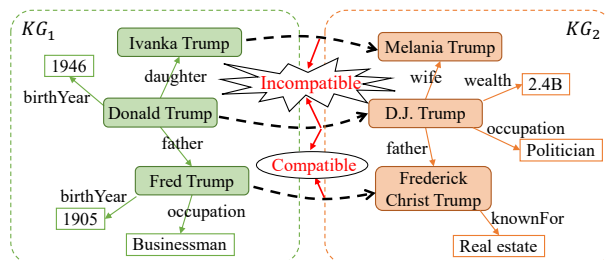 KG₁
KG₂
Ivanka Trump
Melania Trump
1946
daughter
Incompatible
wife
wealth
2.4B
birthYear
Donald Trump
D.J. Trump
occupation
father
father
Politician
Compatible
birthYear
Fred Trump
Frederick
Christ Trump
1905
occupation
knownFor
Businessman
Real estate